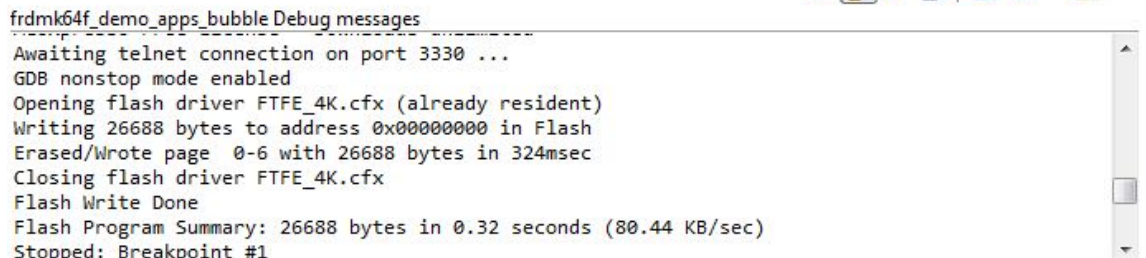 frdmk64f_demo_apps_bubble Debug messages
Awaiting telnet connection on port 3330 ...
GDB nonstop mode enabled
Opening flash driver FTFE_4K.cfx (already resident)
Writing 26688 bytes to address 0x00000000 in Flash
Erased/Wrote page  0-6 with 26688 bytes in 324msec
Closing flash driver FTFE_4K.cfx
Flash Write Done
Flash Program Summary: 26688 bytes in 0.32 seconds (80.44 KB/sec)
Stopped: Breakpoint #1